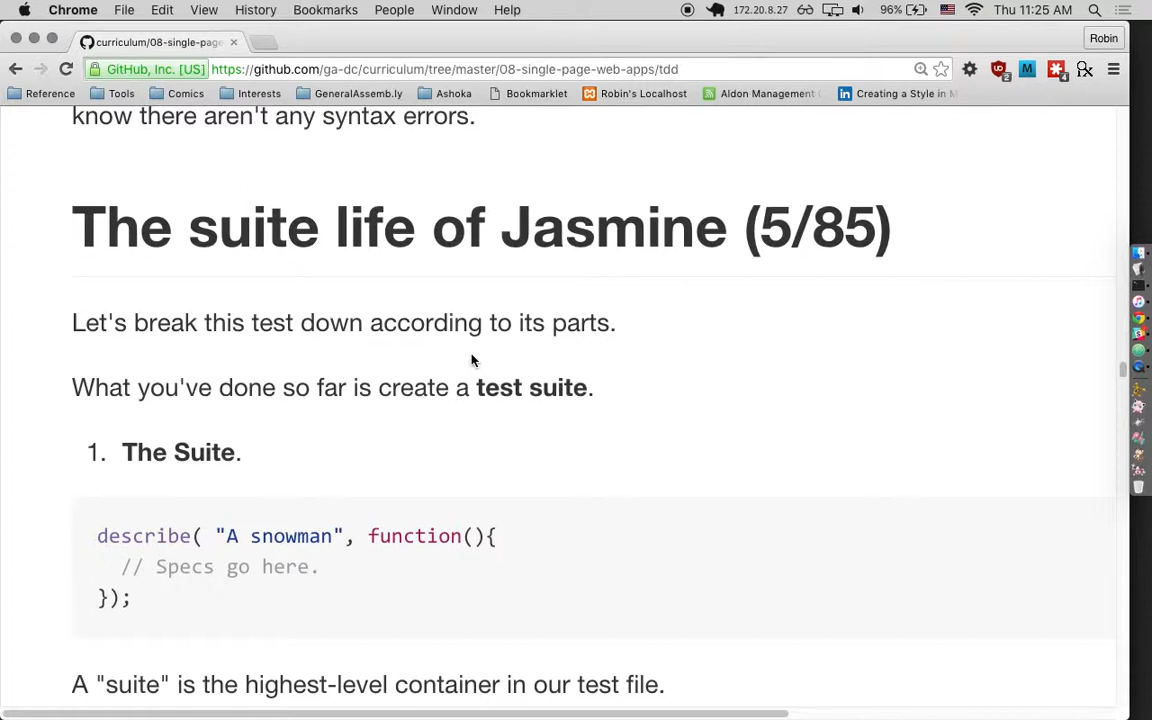 Chrome File Edit View History Bookmarks People Window Help 172.20.8.27 96% Thu 11:25 AM
curriculum/08-single-page- Robin
GitHub, Inc. [US] https://github.com/ga-dc/curriculum/tree/master/08-single-page-web-apps/tdd
Reference Tools Comics Interests GeneralAssemb.ly Ashoka Bookmarklet Robin's Localhost Aldon Management Creating a Style in
know there aren't any syntax errors.
The suite life of Jasmine (5/85)
Let's break this test down according to its parts.
What you've done so far is create a test suite.
1. The Suite.
describe( "A snowman", function(){
// Specs go here.
});
A "suite" is the highest-level container in our test file.